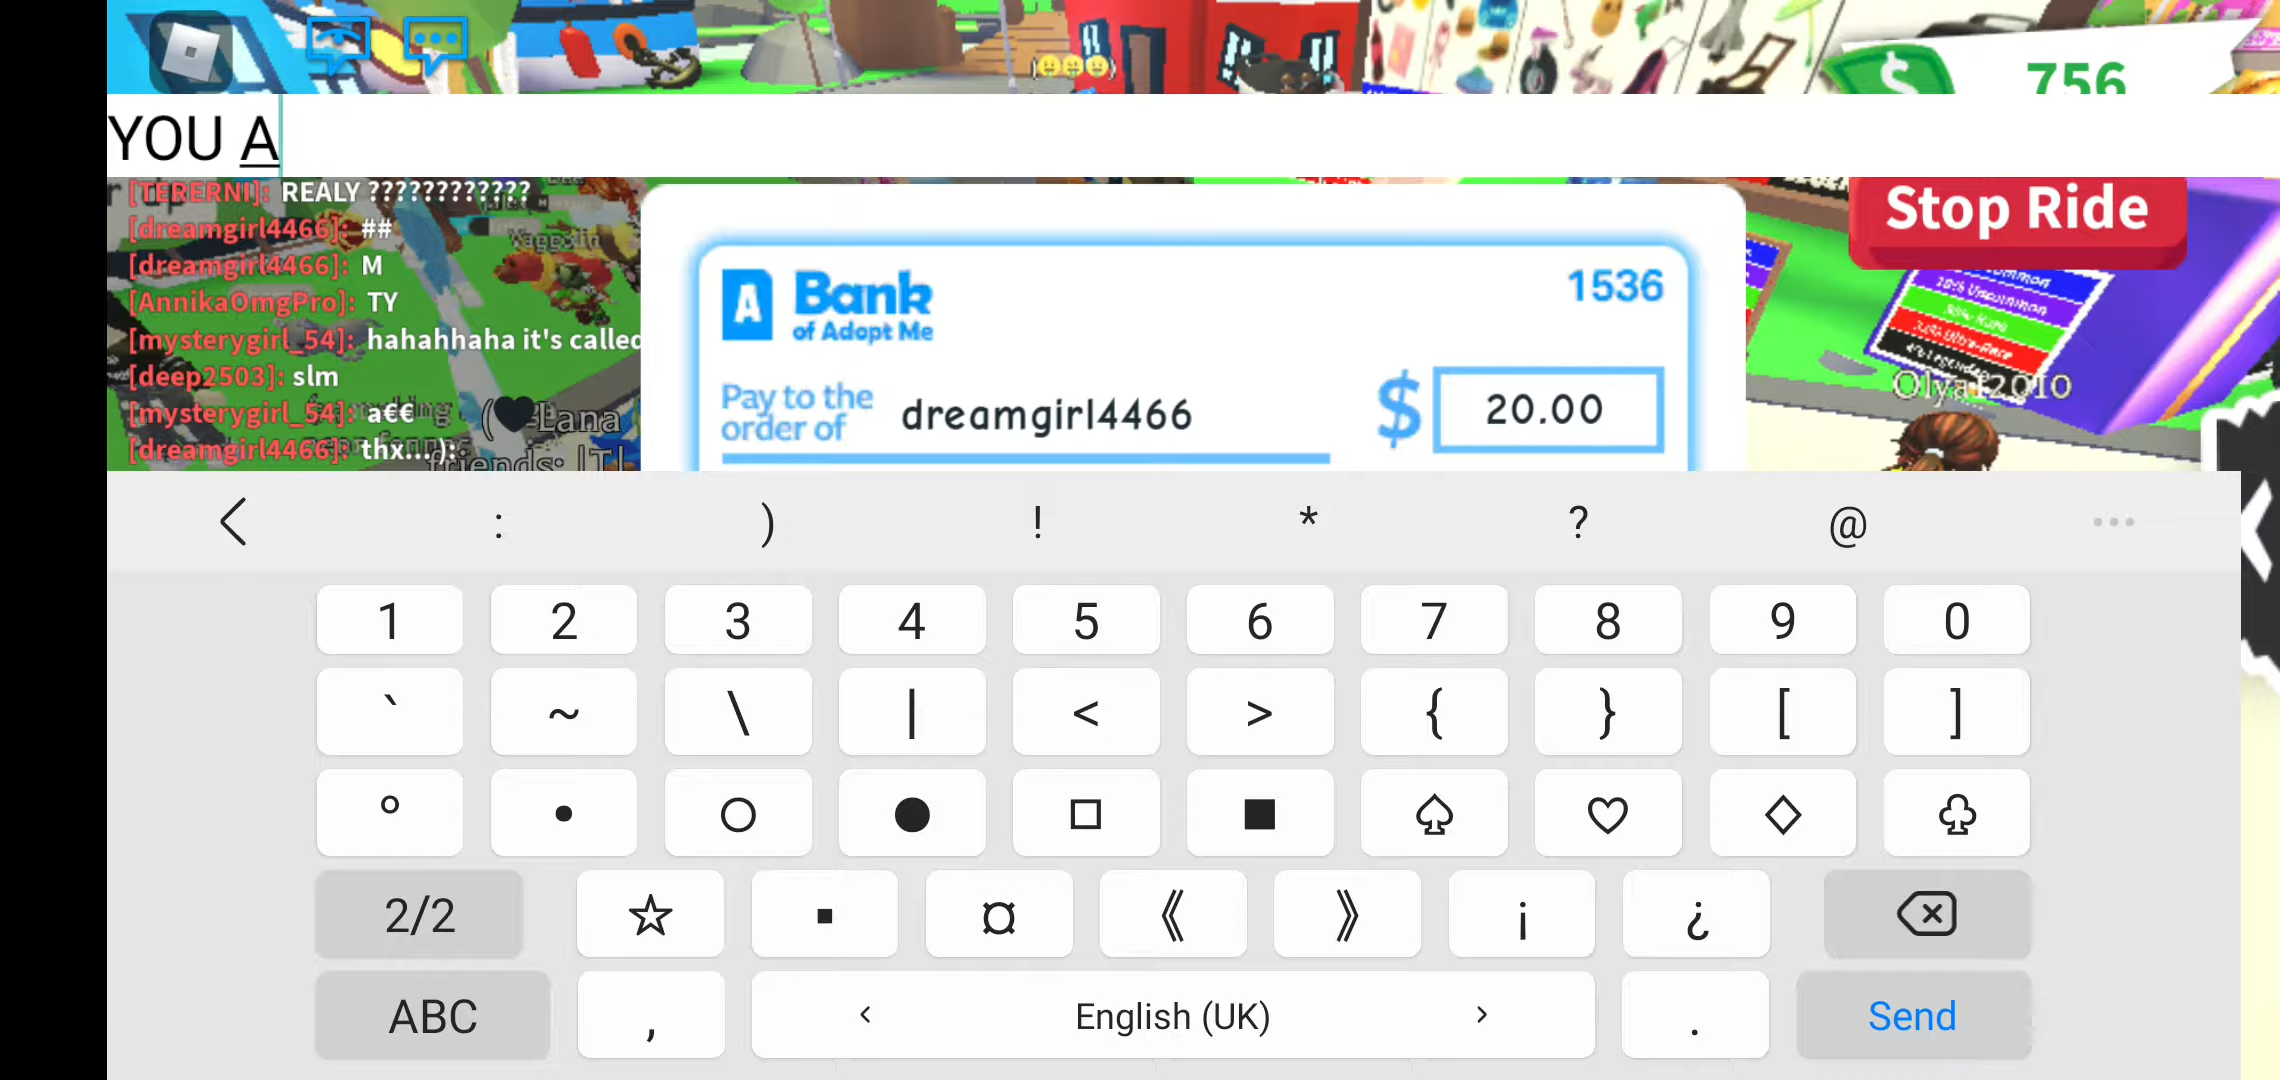 756
YOU A
[TERERNI]: REALY ????????????
[dreamgirl4466]: ##
[dreamgirl4466]: M
[AnnikaOmgPro]: TY
[mysterygirl_54]: hahahhaha it's called
[deep2503]: slm
[mysterygirl_54]: a€€
[dreamgirl4466]: thx...):
Lana
friends:
A Bank
of Adopt Me
1536
Pay to the
order of
dreamgirl4466
$ 20.00
Stop Ride
Olya12010
: ) ! * ? @ ...
1 2 3 4 5 6 7 8 9 0
` ~ \ | < > { } [ ]
° • ○ ● □ ■ ♤ ♡ ◇ ♧
2/2 ☆ ▪ ¤ 《 》 ¡ ¿
ABC , < English (UK) > . Send